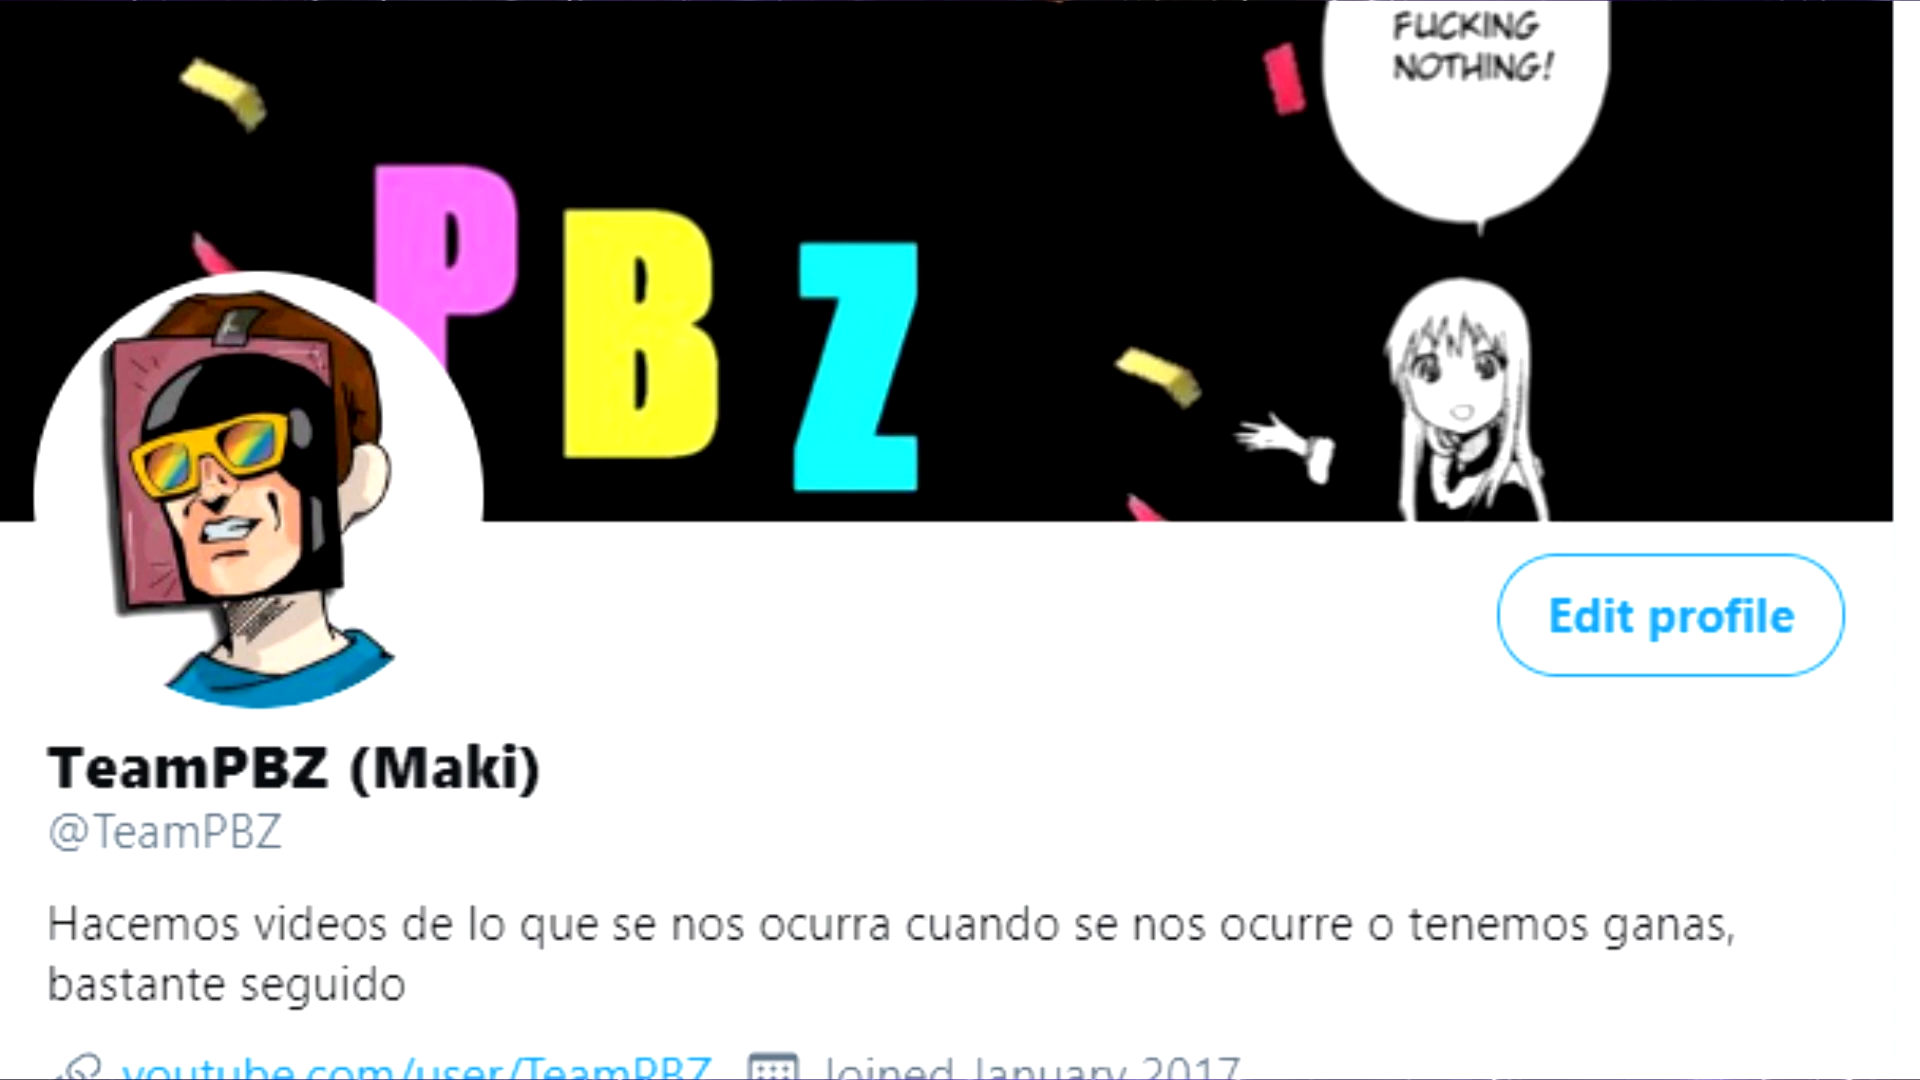 FUCKING
NOTHING!
P B Z
Edit profile
TeamPBZ (Maki)
@TeamPBZ
Hacemos videos de lo que se nos ocurra cuando se nos ocurre o tenemos ganas,
bastante seguido
youtube.com/user/TeamPBZ Joined January 2017